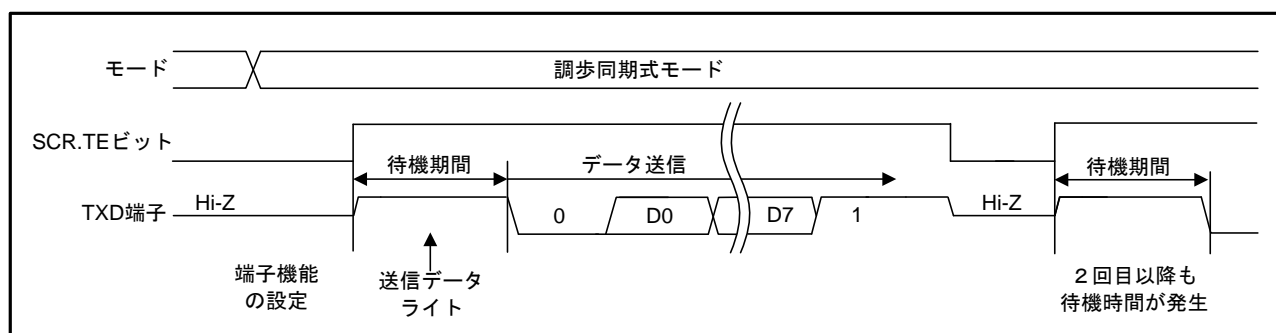 モード
調歩同期式モード
SCR.TEビット
待機期間
データ送信
待機期間
TXD端子
Hi-Z
0
D0
D7
1
Hi-Z
端子機能
の設定
送信データ
ライト
2回目以降も
待機時間が発生